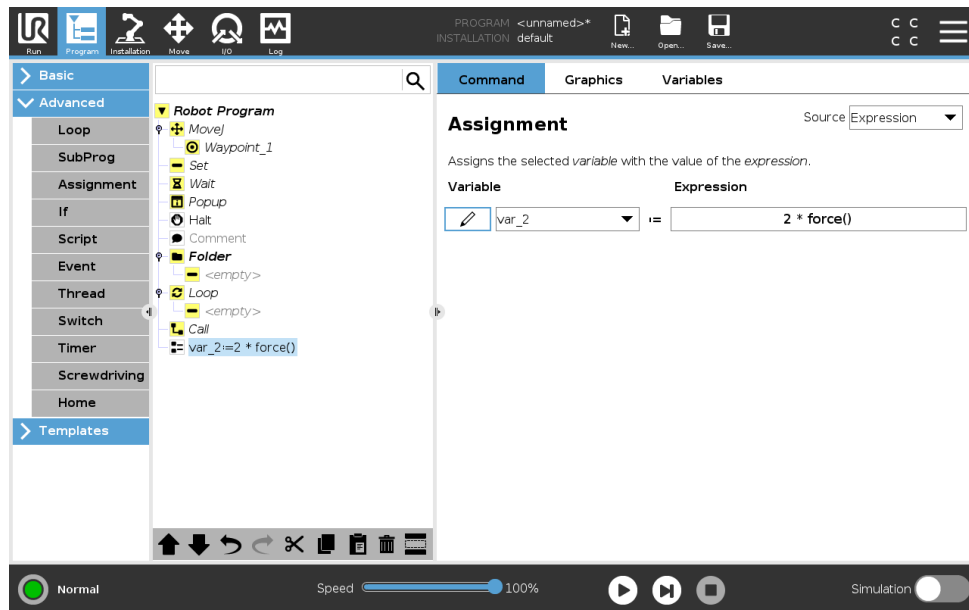 PROGRAM <unnamed>*
INSTALLATION default
Run
Program
Installation
Move
I/O
Log
New...
Open...
Save...
C C
C C
Basic
Advanced
Loop
SubProg
Assignment
If
Script
Event
Thread
Switch
Timer
Screwdriving
Home
Templates
Robot Program
MoveJ
Waypoint_1
Set
Wait
Popup
Halt
Comment
Folder
<empty>
Loop
<empty>
Call
var_2:=2 * force()
Command Graphics Variables
Assignment
Source Expression
Assigns the selected variable with the value of the expression.
Variable Expression
var_2 := 2 * force()
Normal
Speed 100%
Simulation